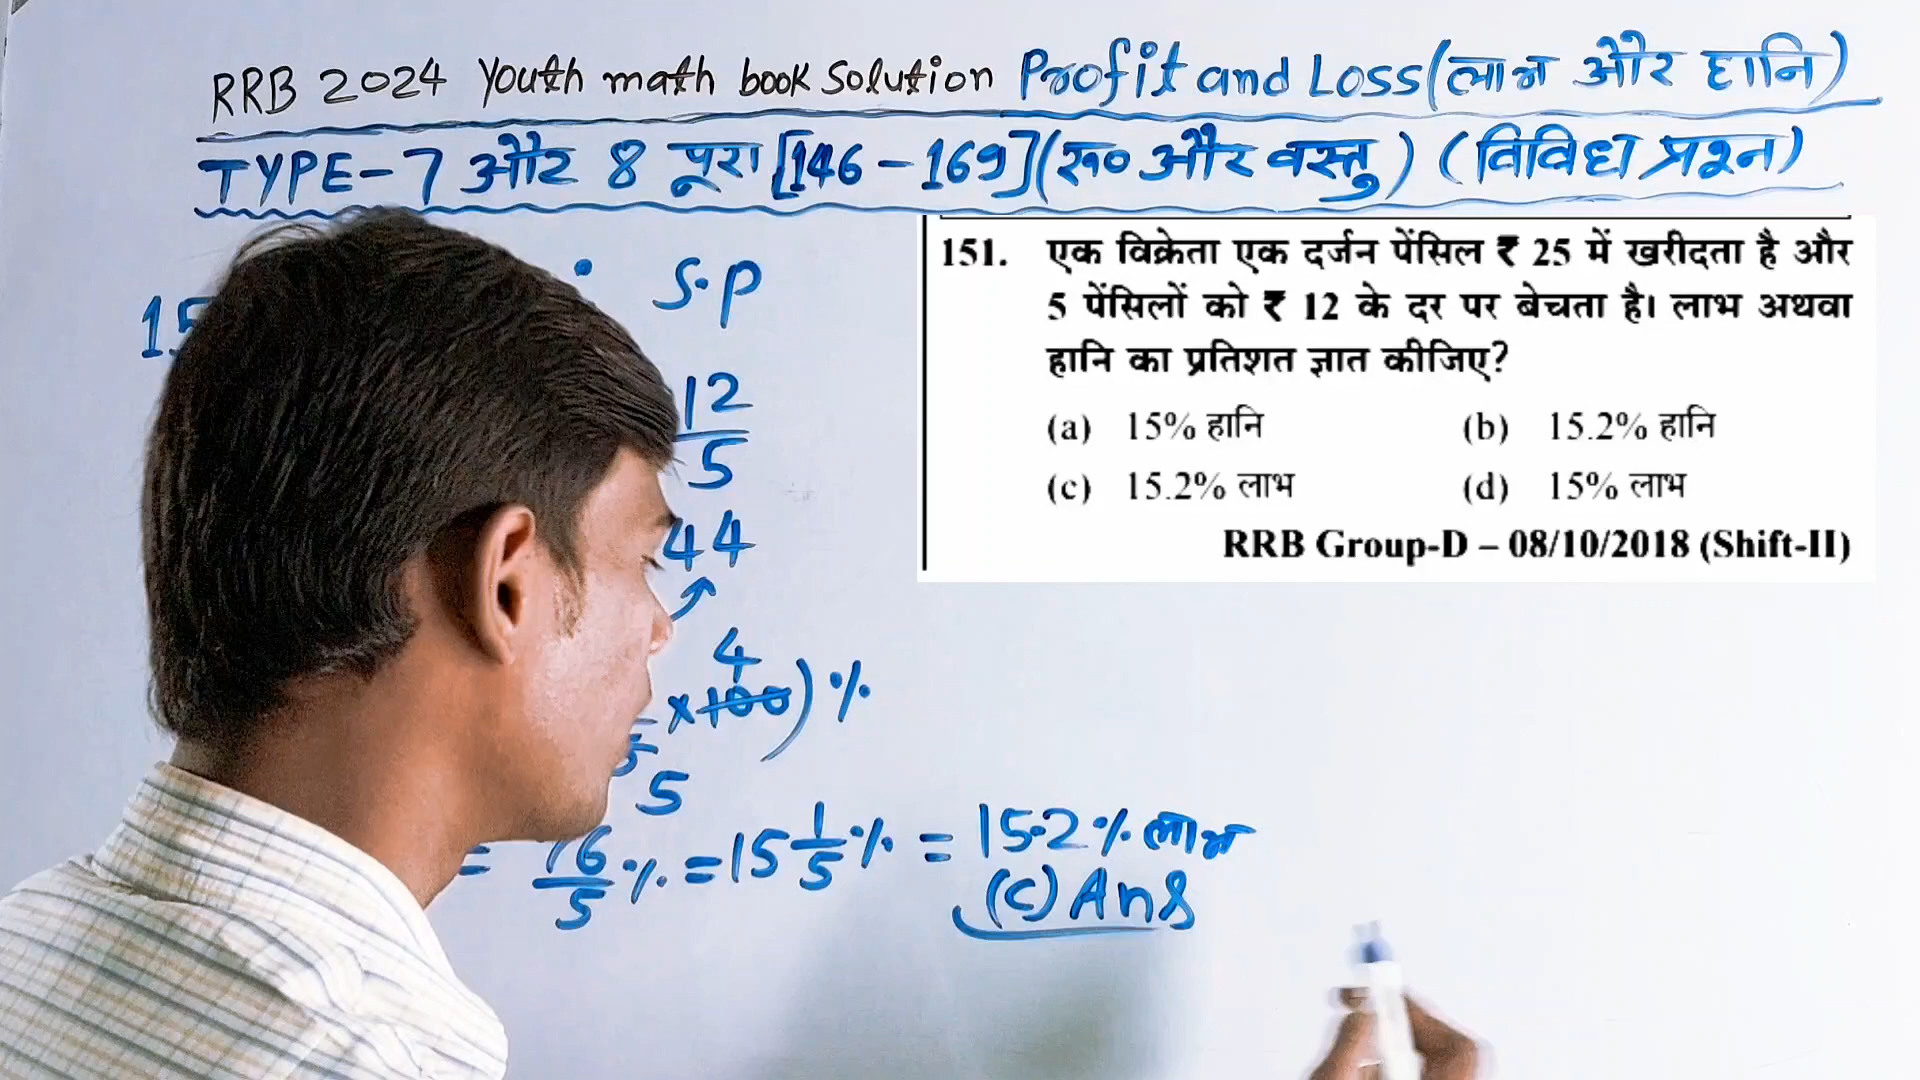 RRB 2024 Youth math book Solution Profit and Loss (लाभ और हानि)
TYPE-7 और 8 पूरा [146-169] (रू० और वस्तु) (विविध प्रश्न)
151. एक विक्रेता एक दर्जन पेंसिल ₹ 25 में खरीदता है और
5 पेंसिलों को ₹ 12 के दर पर बेचता है। लाभ अथवा
हानि का प्रतिशत ज्ञात कीजिए?
(a) 15% हानि (b) 15.2% हानि
(c) 15.2% लाभ (d) 15% लाभ
RRB Group-D – 08/10/2018 (Shift-II)
S.P
12
5
44
4
×100)%
5
= 76/5 % = 15 1/5 % = 15.2% लाभ
(c) Ans